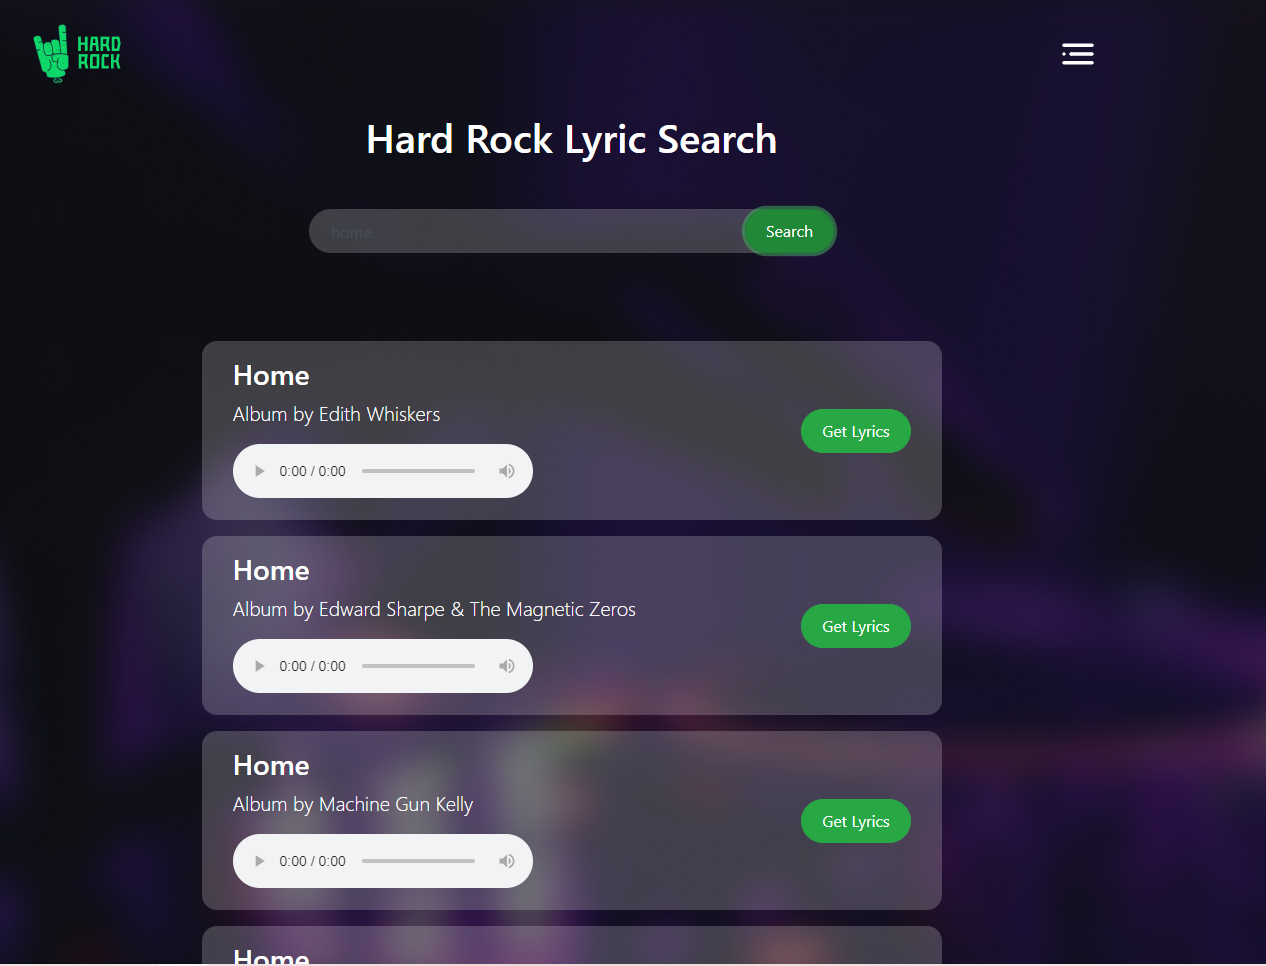 HARD
ROCK
Hard Rock Lyric Search
home
Search
Home
Album by Edith Whiskers
0:00 / 0:00
Get Lyrics
Home
Album by Edward Sharpe & The Magnetic Zeros
0:00 / 0:00
Get Lyrics
Home
Album by Machine Gun Kelly
0:00 / 0:00
Get Lyrics
Home